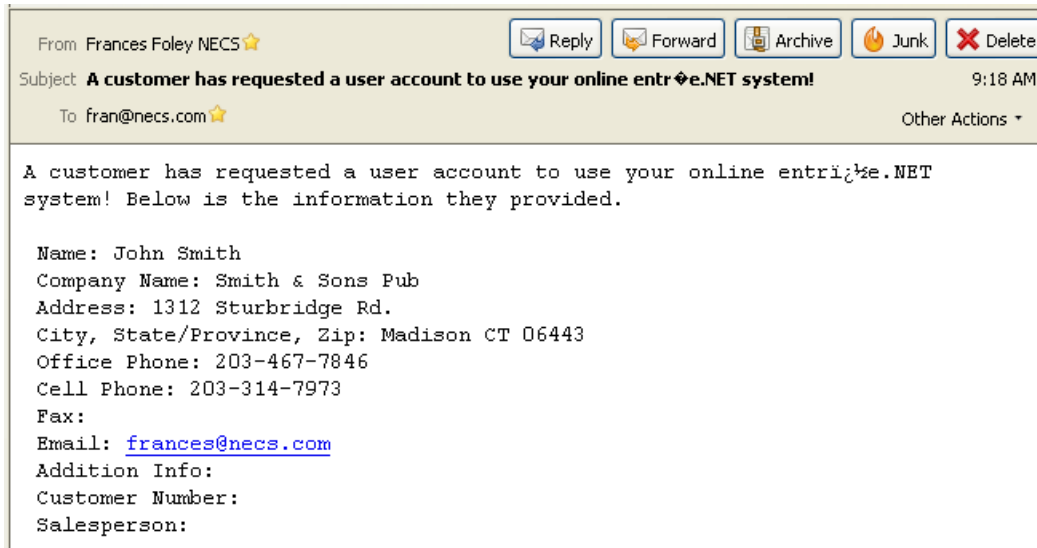 From Frances Foley NECS Reply Forward Archive Junk Delete
Subject A customer has requested a user account to use your online entr�e.NET system! 9:18 AM
To fran@necs.com Other Actions
A customer has requested a user account to use your online entrï¿½e.NET
system! Below is the information they provided.
Name: John Smith
Company Name: Smith & Sons Pub
Address: 1312 Sturbridge Rd.
City, State/Province, Zip: Madison CT 06443
Office Phone: 203-467-7846
Cell Phone: 203-314-7973
Fax:
Email: frances@necs.com
Addition Info:
Customer Number:
Salesperson: